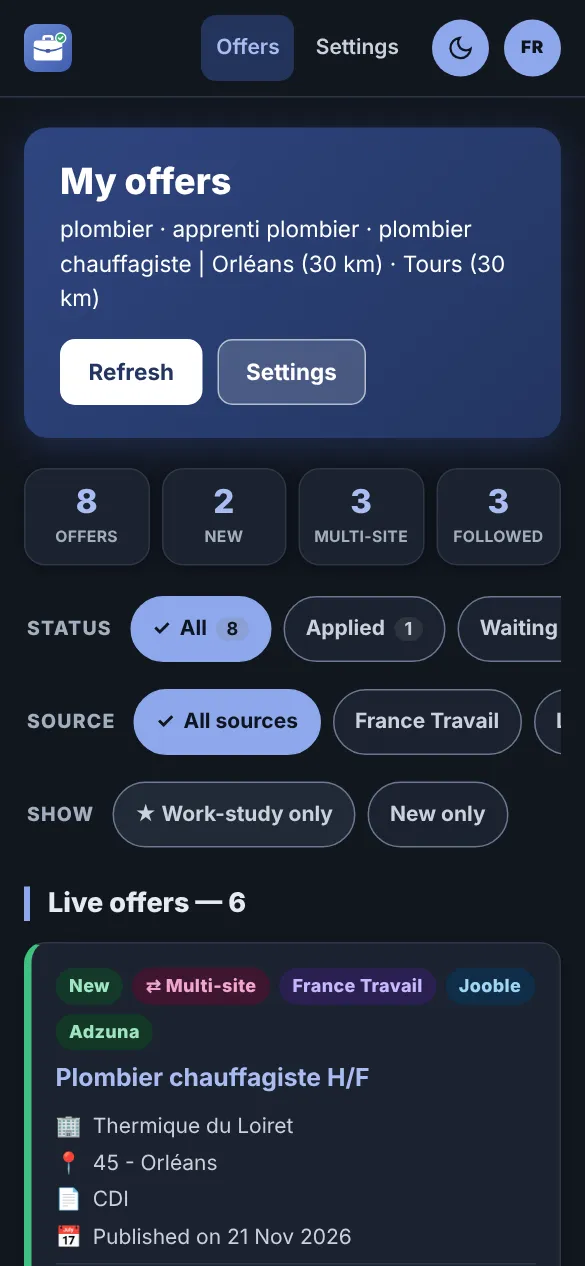 Offers Settings FR
My offers
plombier · apprenti plombier · plombier
chauffagiste | Orléans (30 km) · Tours (30
km)
Refresh Settings
8 2 3 3
OFFERS NEW MULTI-SITE FOLLOWED
STATUS ✓ All 8 Applied 1 Waiting
SOURCE ✓ All sources France Travail
SHOW ★ Work-study only New only
Live offers — 6
New ⇄ Multi-site France Travail Jooble
Adzuna
Plombier chauffagiste H/F
Thermique du Loiret
45 - Orléans
CDI
Published on 21 Nov 2026